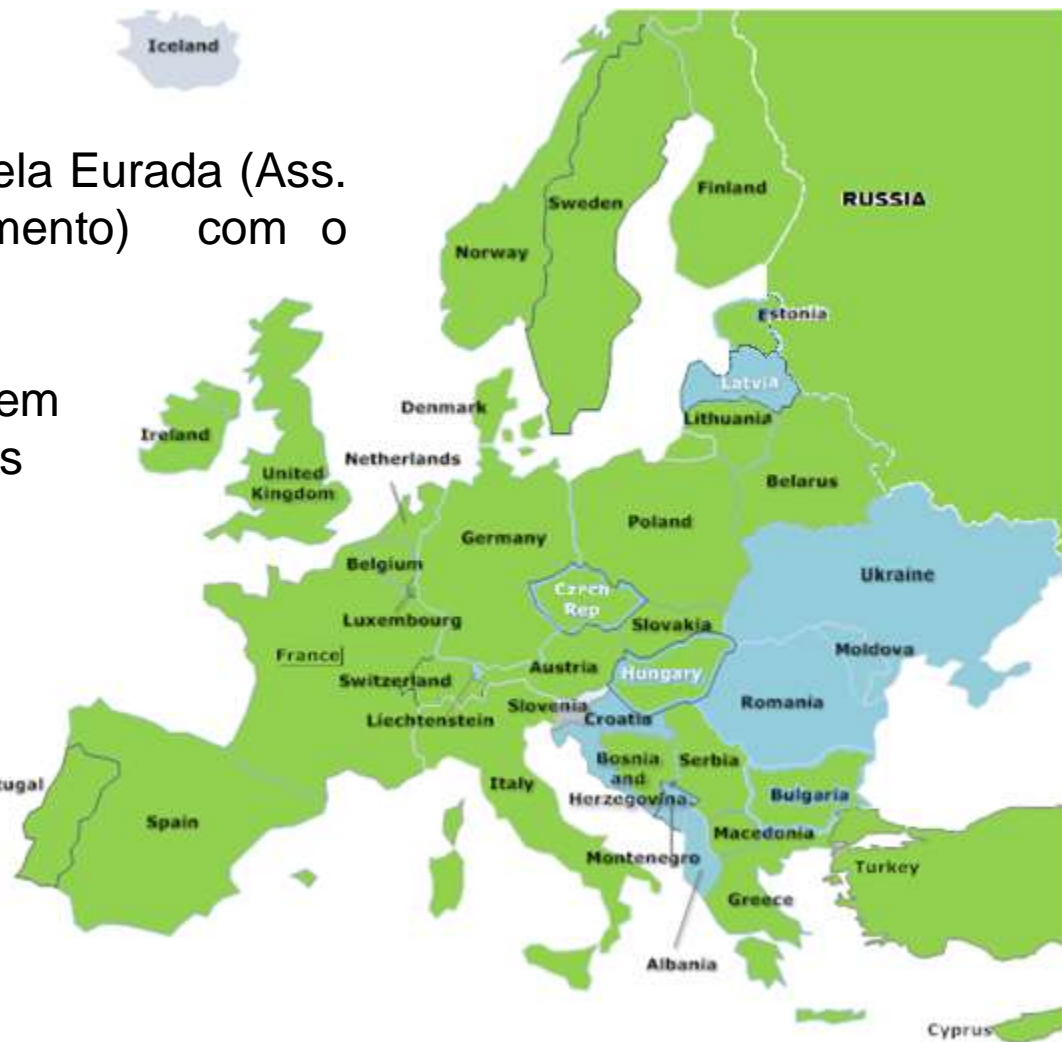 Iceland
ela Eurada (Ass.
mento) com o
em
s
Finland
Sweden
RUSSIA
Norway
Estonia
Latvia
Denmark
Lithuania
Ireland
Netherlands
United
Kingdom
Belarus
Poland
Germany
Belgium
Ukraine
Czech
Rep
Luxembourg
Slovakia
Moldova
France
Austria
Switzerland
Hungary
Romania
Slovenia
Liechtenstein
Croatia
Bosnia
and
Herzegovina
Serbia
tugal
Italy
Bulgaria
Spain
Macedonia
Montenegro
Turkey
Greece
Albania
Cyprus